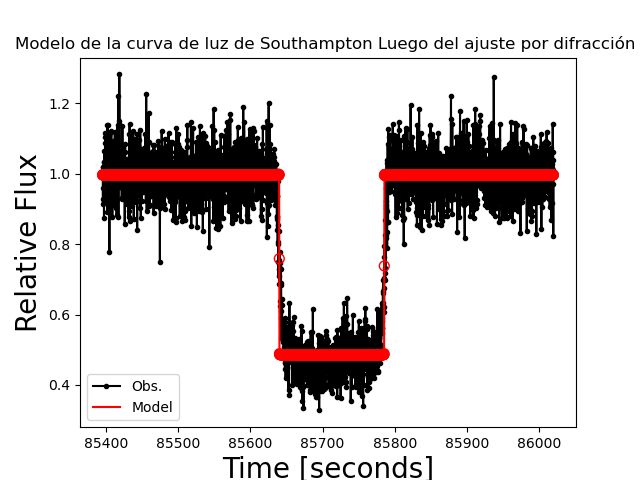 Modelo de la curva de luz de Southampton Luego del ajuste por difracción
1.2
1.0
0.8
0.6
0.4
Relative Flux
Obs.
Model
85400 85500 85600 85700 85800 85900 86000
Time [seconds]